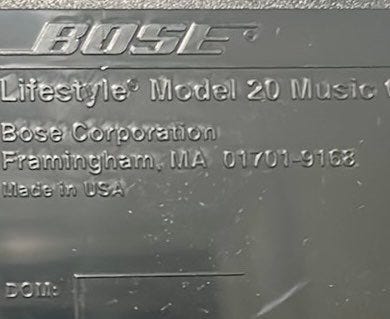 BOSE®
Lifestyle® Model 20 Music
Bose Corporation
Framingham, MA 01701-9168
Made in USA
DOM: